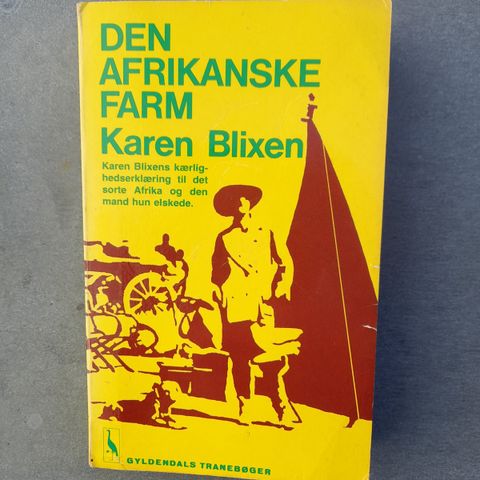 DEN
AFRIKANSKE
FARM
Karen Blixen
Karen Blixens kærlig-
hedserklæring til det
sorte Afrika og den
mand hun elskede.
GYLDENDALS TRANEBØGER